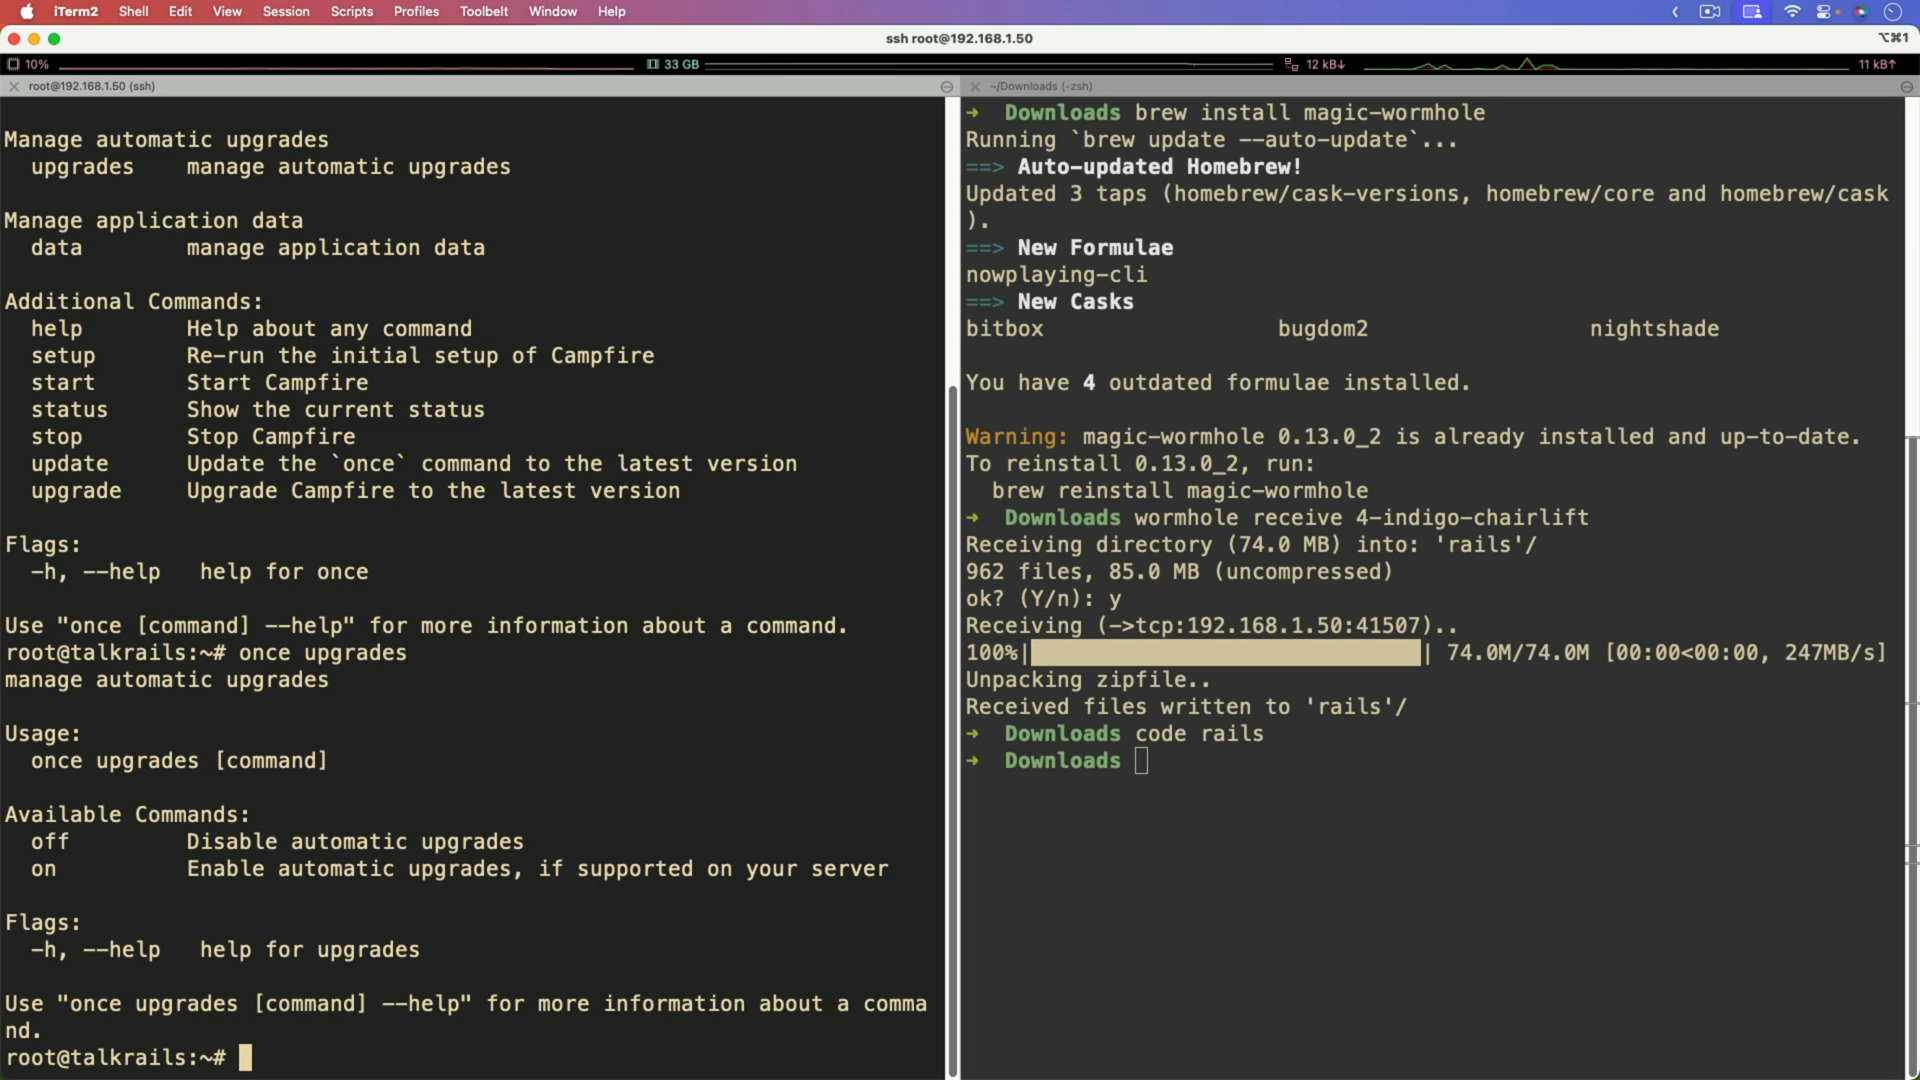 iTerm2 Shell Edit View Session Scripts Profiles Toolbelt Window Help
ssh root@192.168.1.50
⌥⌘1
10%
33 GB
12 kB↓
11 kB↑
root@192.168.1.50 (ssh)
Manage automatic upgrades
upgrades manage automatic upgrades
Manage application data
data manage application data
Additional Commands:
help Help about any command
setup Re-run the initial setup of Campfire
start Start Campfire
status Show the current status
stop Stop Campfire
update Update the `once` command to the latest version
upgrade Upgrade Campfire to the latest version
Flags:
-h, --help help for once
Use "once [command] --help" for more information about a command.
root@talkrails:~# once upgrades
manage automatic upgrades
Usage:
once upgrades [command]
Available Commands:
off Disable automatic upgrades
on Enable automatic upgrades, if supported on your server
Flags:
-h, --help help for upgrades
Use "once upgrades [command] --help" for more information about a comma
nd.
root@talkrails:~#
~/Downloads (-zsh)
➜ Downloads brew install magic-wormhole
Running `brew update --auto-update`...
==> Auto-updated Homebrew!
Updated 3 taps (homebrew/cask-versions, homebrew/core and homebrew/cask
).
==> New Formulae
nowplaying-cli
==> New Casks
bitbox bugdom2 nightshade
You have 4 outdated formulae installed.
Warning: magic-wormhole 0.13.0_2 is already installed and up-to-date.
To reinstall 0.13.0_2, run:
brew reinstall magic-wormhole
➜ Downloads wormhole receive 4-indigo-chairlift
Receiving directory (74.0 MB) into: 'rails'/
962 files, 85.0 MB (uncompressed)
ok? (Y/n): y
Receiving (->tcp:192.168.1.50:41507)..
100%| | 74.0M/74.0M [00:00<00:00, 247MB/s]
Unpacking zipfile..
Received files written to 'rails'/
➜ Downloads code rails
➜ Downloads